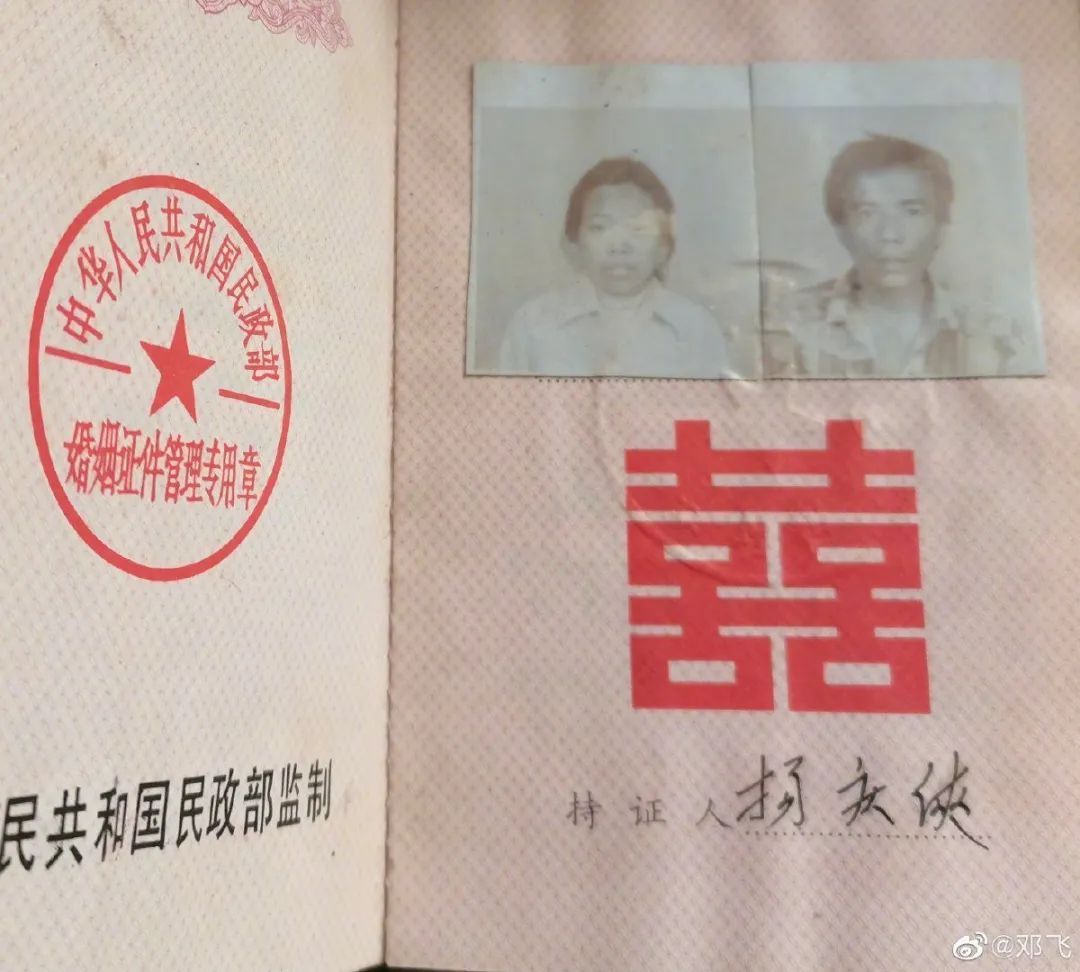 中华人民共和国民政部
婚姻证件管理专用章
民共和国民政部监制
囍
持证人 杨庆侠
@邓飞